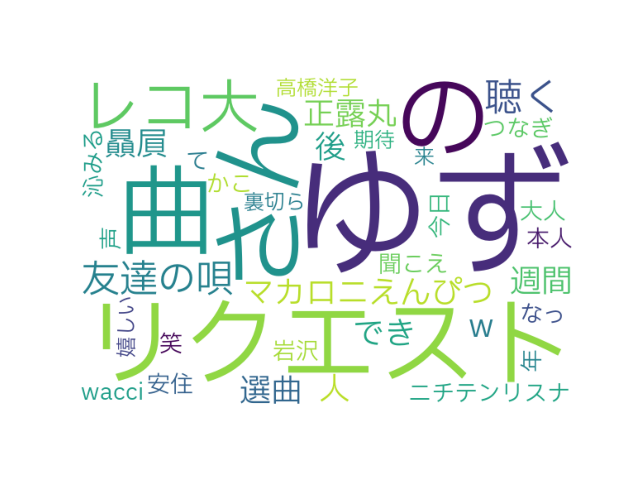 高橋洋子
レコ大
ん
の
聴く
正露丸
つなぎ
贔屓
後
期待
来
沁みる
て
かこ
裏切ら
曲
れ
ゆず
今日
大人
声
本人
友達の唄
聞こえ
週間
マカロニえんぴつ
リクエスト
嬉しい
笑
岩沢
でき
w
なっ
年
wacci
安住
選曲
人
ニチテンリスナ